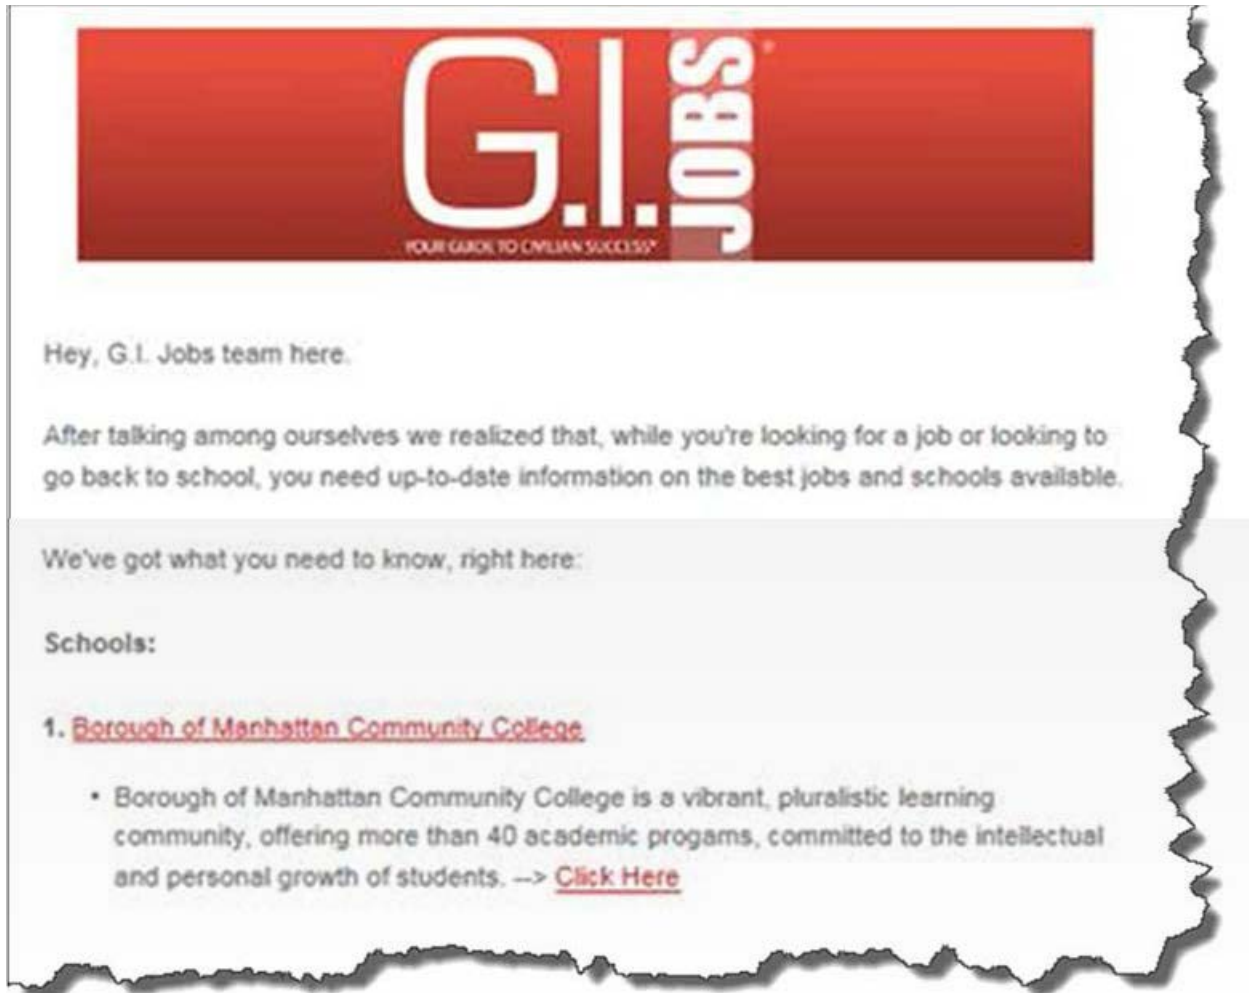 G.I. JOBS®
YOUR GUIDE TO CIVILIAN SUCCESS®
Hey, G.I. Jobs team here.
After talking among ourselves we realized that, while you're looking for a job or looking to
go back to school, you need up-to-date information on the best jobs and schools available.
We've got what you need to know, right here:
Schools:
1. Borough of Manhattan Community College
• Borough of Manhattan Community College is a vibrant, pluralistic learning
community, offering more than 40 academic progams, committed to the intellectual
and personal growth of students. --> Click Here